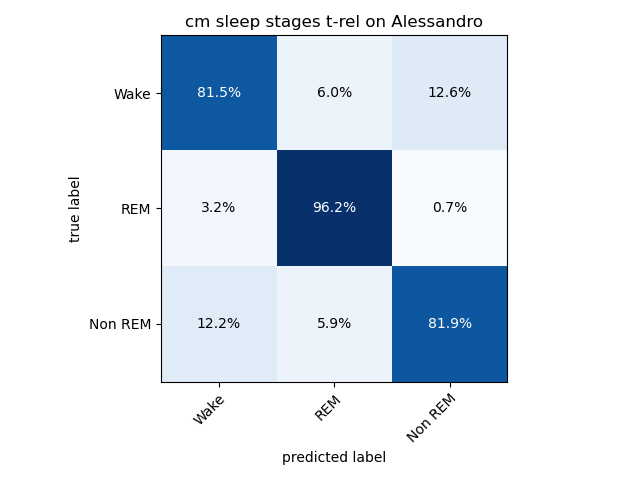 cm sleep stages t-rel on Alessandro
Wake 81.5% 6.0% 12.6%
REM 3.2% 96.2% 0.7%
Non REM 12.2% 5.9% 81.9%
true label
Wake REM Non REM
predicted label